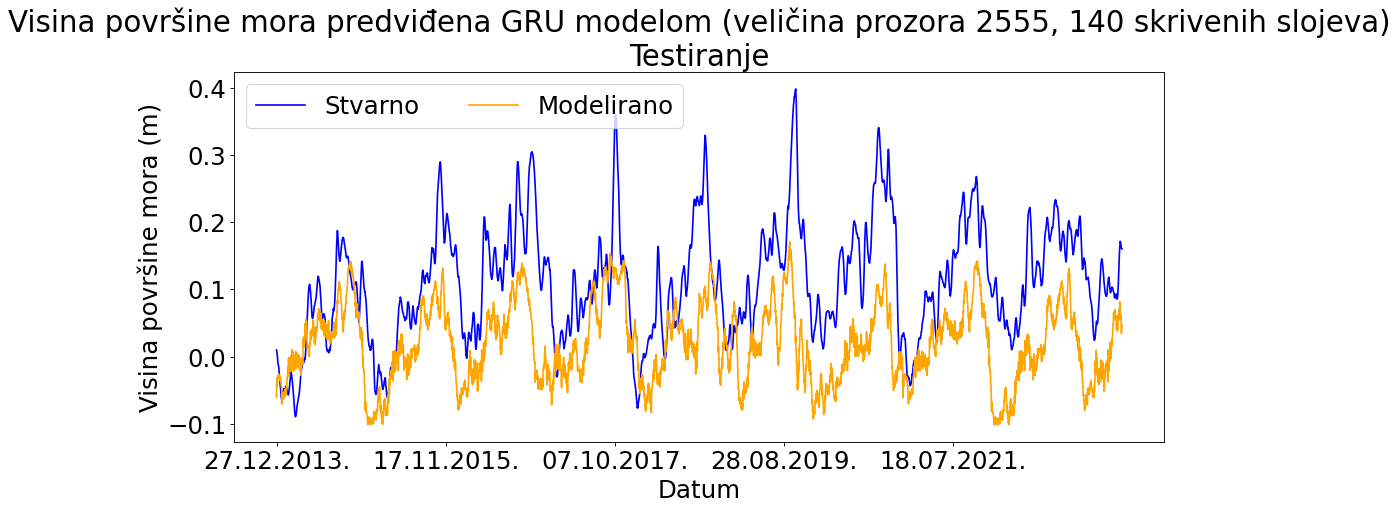 Visina površine mora predviđena GRU modelom (veličina prozora 2555, 140 skrivenih slojeva)
Testiranje
Stvarno Modelirano
Visina površine mora (m)
0.4
0.3
0.2
0.1
0.0
−0.1
27.12.2013. 17.11.2015. 07.10.2017. 28.08.2019. 18.07.2021.
Datum